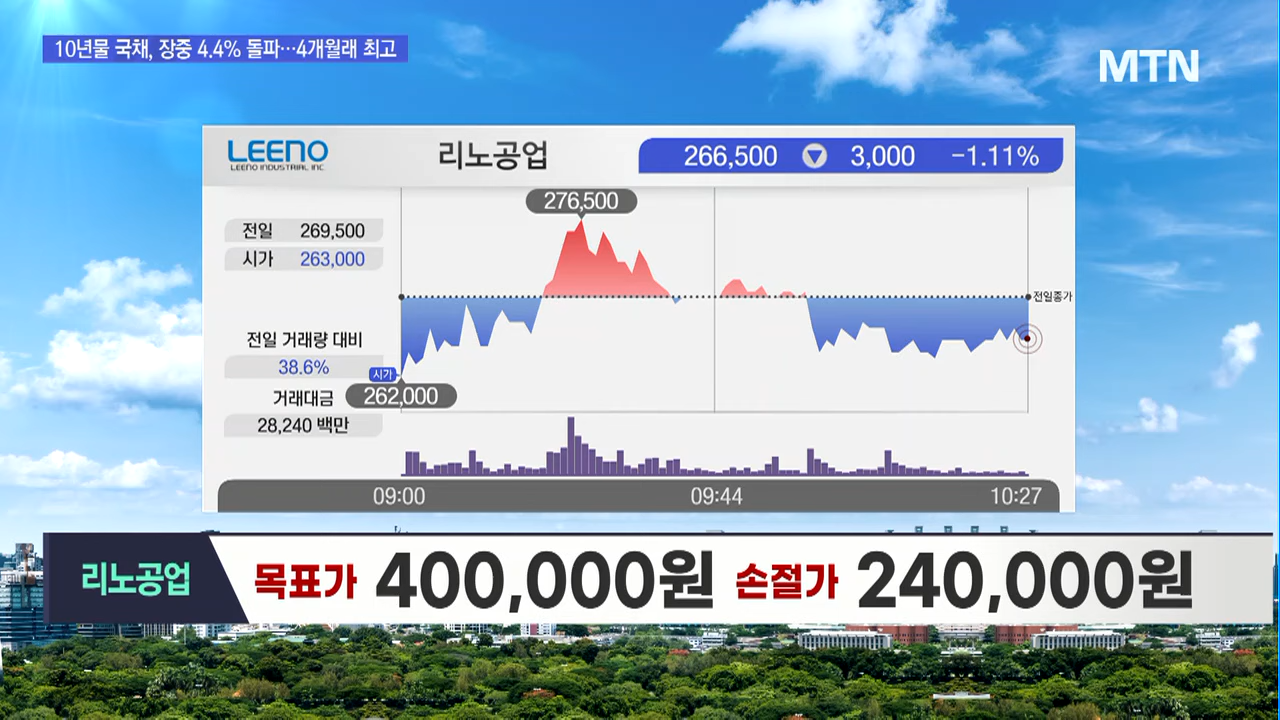 10년물 국채, 장중 4.4% 돌파…4개월래 최고
MTN
LEENO
LEENO INDUSTRIAL INC
리노공업
266,500 ▼ 3,000 -1.11%
276,500
전일 269,500
시가 263,000
전일종가
전일 거래량 대비
38.6%
시가
262,000
거래대금
28,240 백만
09:00 09:44 10:27
리노공업 목표가 400,000원 손절가 240,000원